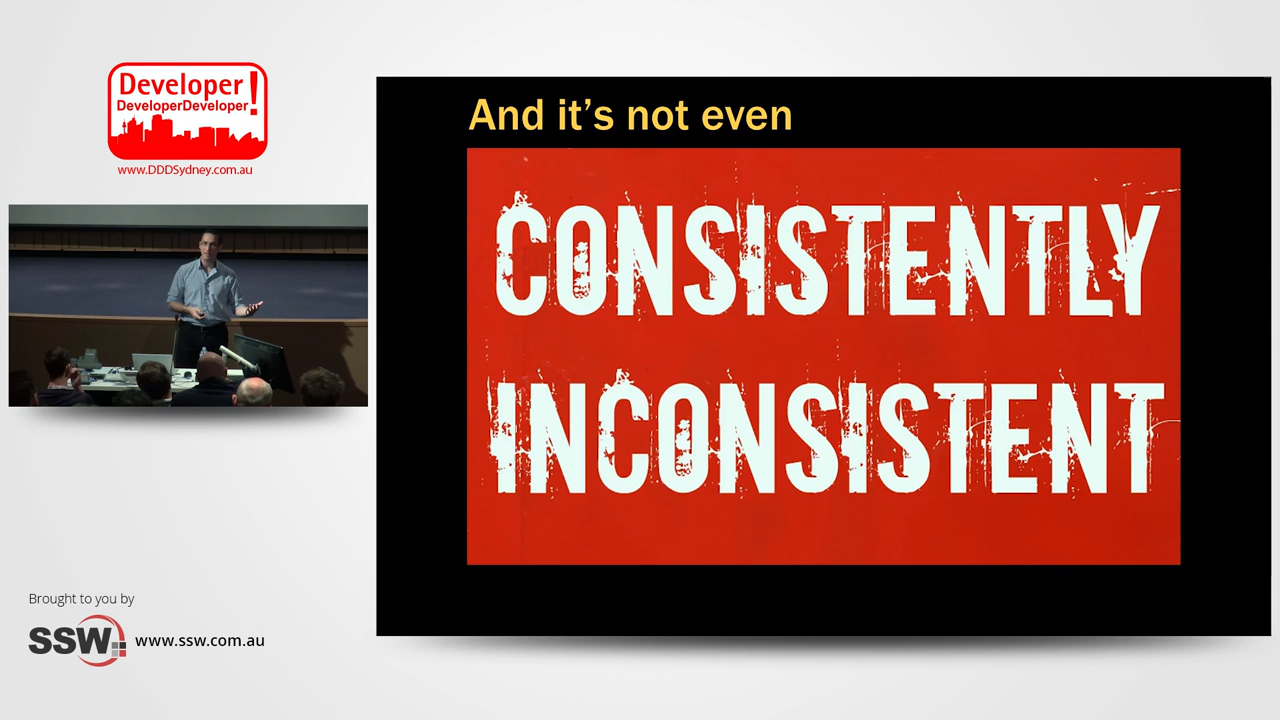 Developer!
DeveloperDeveloper
www.DDDSydney.com.au
And it’s not even
CONSISTENTLY
INCONSISTENT
Brought to you by
SSW
www.ssw.com.au